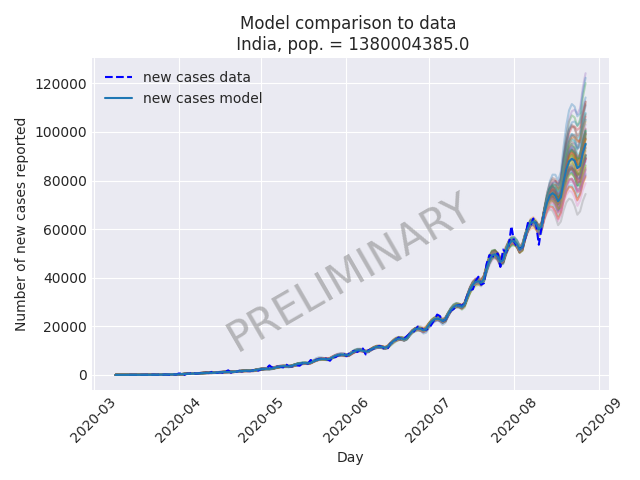 Model comparison to data
India, pop. = 1380004385.0
new cases data
new cases model
Number of new cases reported
120000
100000
80000
60000
40000
20000
0
PRELIMINARY
2020-03
2020-04
2020-05
2020-06
2020-07
2020-08
2020-09
Day